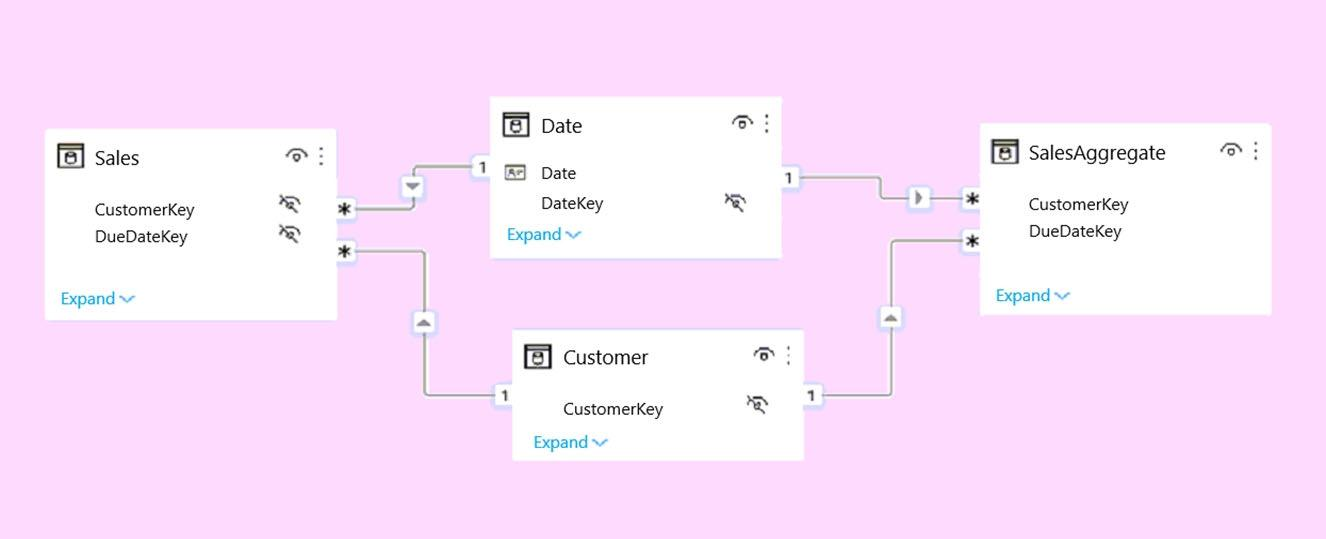 Sales
CustomerKey
DueDateKey
Expand
*
*
1
Date
Date
DateKey
Expand
1
1
Customer
CustomerKey
Expand
1
*
*
SalesAggregate
CustomerKey
DueDateKey
Expand